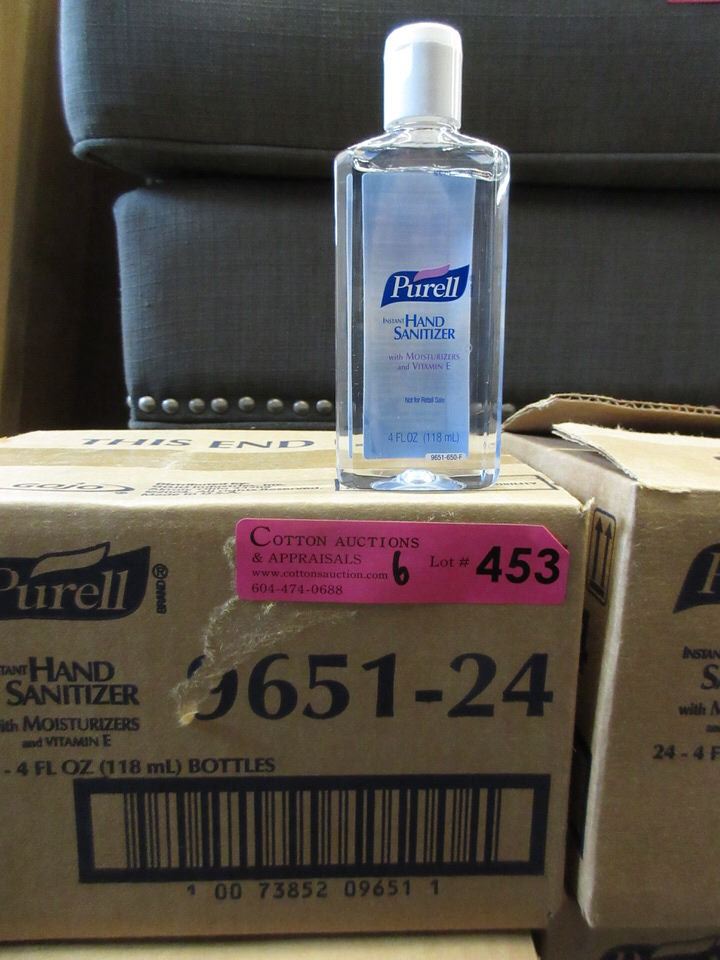 Purell
INSTANT HAND
SANITIZER
with MOISTURIZERS
and VITAMIN E
Not for Retail Sale
4 FL OZ (118 mL)
9651-650-F
THIS END
GOJO
COTTON AUCTIONS
& APPRAISALS
www.cottonsauction.com
604-474-0688
6
Lot # 453
Purell®
BRAND
HAND
SANITIZER
9651-24
MOISTURIZERS
and VITAMIN E
- 4 FL OZ (118 mL) BOTTLES
1 00 73852 09651 1
with
24 - 4 F